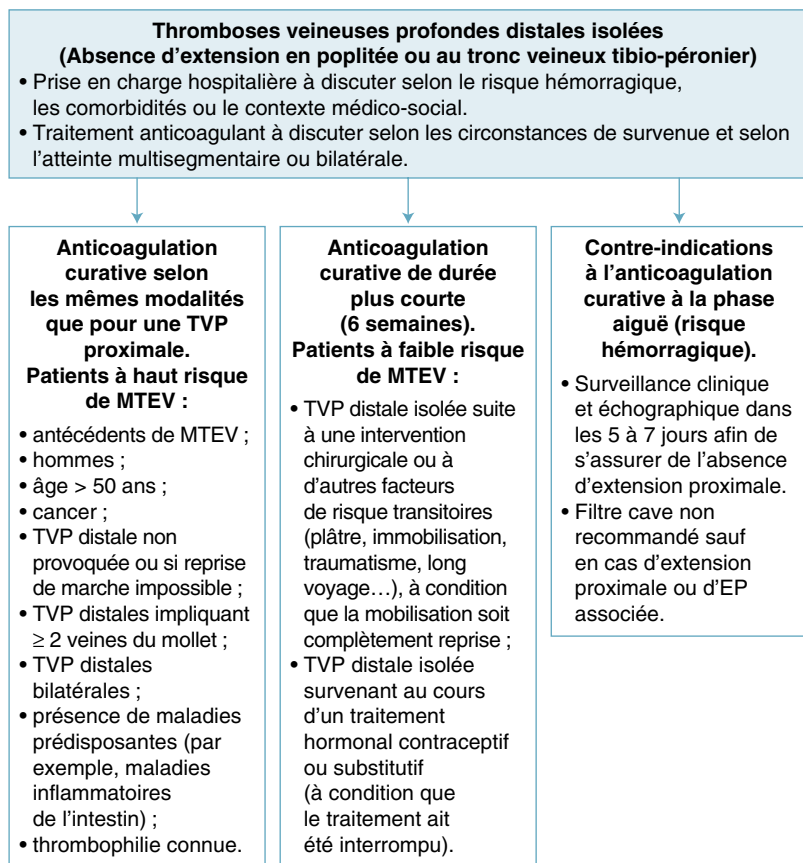 Thromboses veineuses profondes distales isolées
(Absence d’extension en poplitée ou au tronc veineux tibio-péronier)
• Prise en charge hospitalière à discuter selon le risque hémorragique,
les comorbidités ou le contexte médico-social.
• Traitement anticoagulant à discuter selon les circonstances de survenue et selon
l’atteinte multisegmentaire ou bilatérale.
Anticoagulation
curative selon
les mêmes modalités
que pour une TVP
proximale.
Patients à haut risque
de MTEV :
• antécédents de MTEV ;
• hommes ;
• âge > 50 ans ;
• cancer ;
• TVP distale non
provoquée ou si reprise
de marche impossible ;
• TVP distales impliquant
≥ 2 veines du mollet ;
• TVP distales
bilatérales ;
• présence de maladies
prédisposantes (par
exemple, maladies
inflammatoires
de l’intestin) ;
• thrombophilie connue.
Anticoagulation
curative de durée
plus courte
(6 semaines).
Patients à faible risque
de MTEV :
• TVP distale isolée suite
à une intervention
chirurgicale ou à
d’autres facteurs
de risque transitoires
(plâtre, immobilisation,
traumatisme, long
voyage…), à condition
que la mobilisation soit
complètement reprise ;
• TVP distale isolée
survenant au cours
d’un traitement
hormonal contraceptif
ou substitutif
(à condition que
le traitement ait
été interrompu).
Contre-indications
à l’anticoagulation
curative à la phase
aiguë (risque
hémorragique).
• Surveillance clinique
et échographique dans
les 5 à 7 jours afin de
s’assurer de l’absence
d’extension proximale.
• Filtre cave non
recommandé sauf
en cas d’extension
proximale ou d’EP
associée.